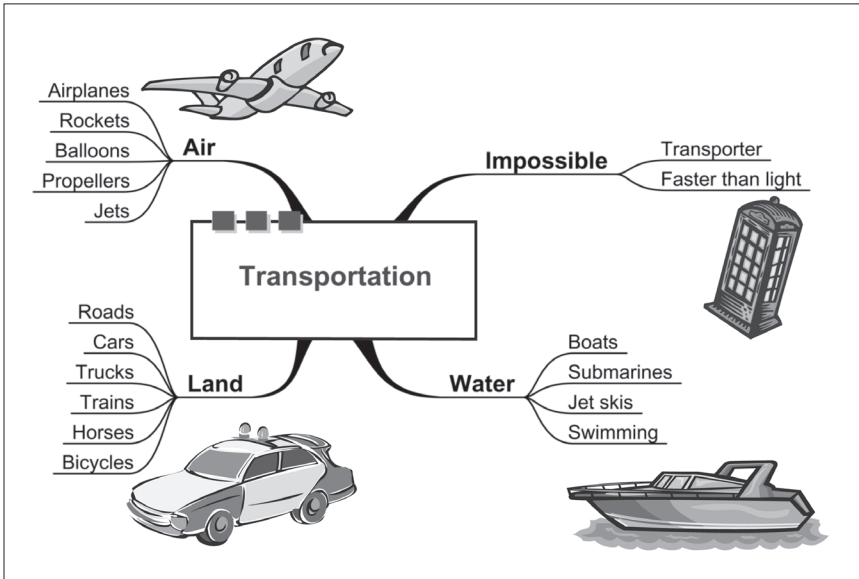 Airplanes
Rockets
Balloons
Propellers
Jets
Air
Impossible
Transporter
Faster than light
Transportation
Roads
Cars
Trucks
Trains
Horses
Bicycles
Land
Water
Boats
Submarines
Jet skis
Swimming